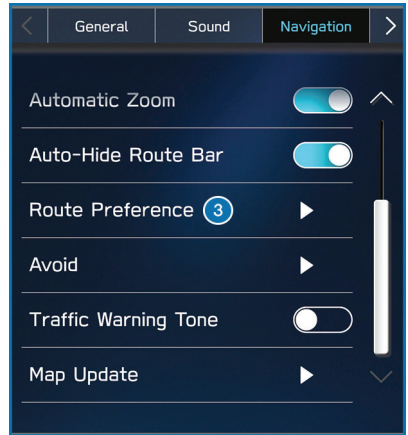 General Sound Navigation
Automatic Zoom
Auto-Hide Route Bar
Route Preference 3
Avoid
Traffic Warning Tone
Map Update